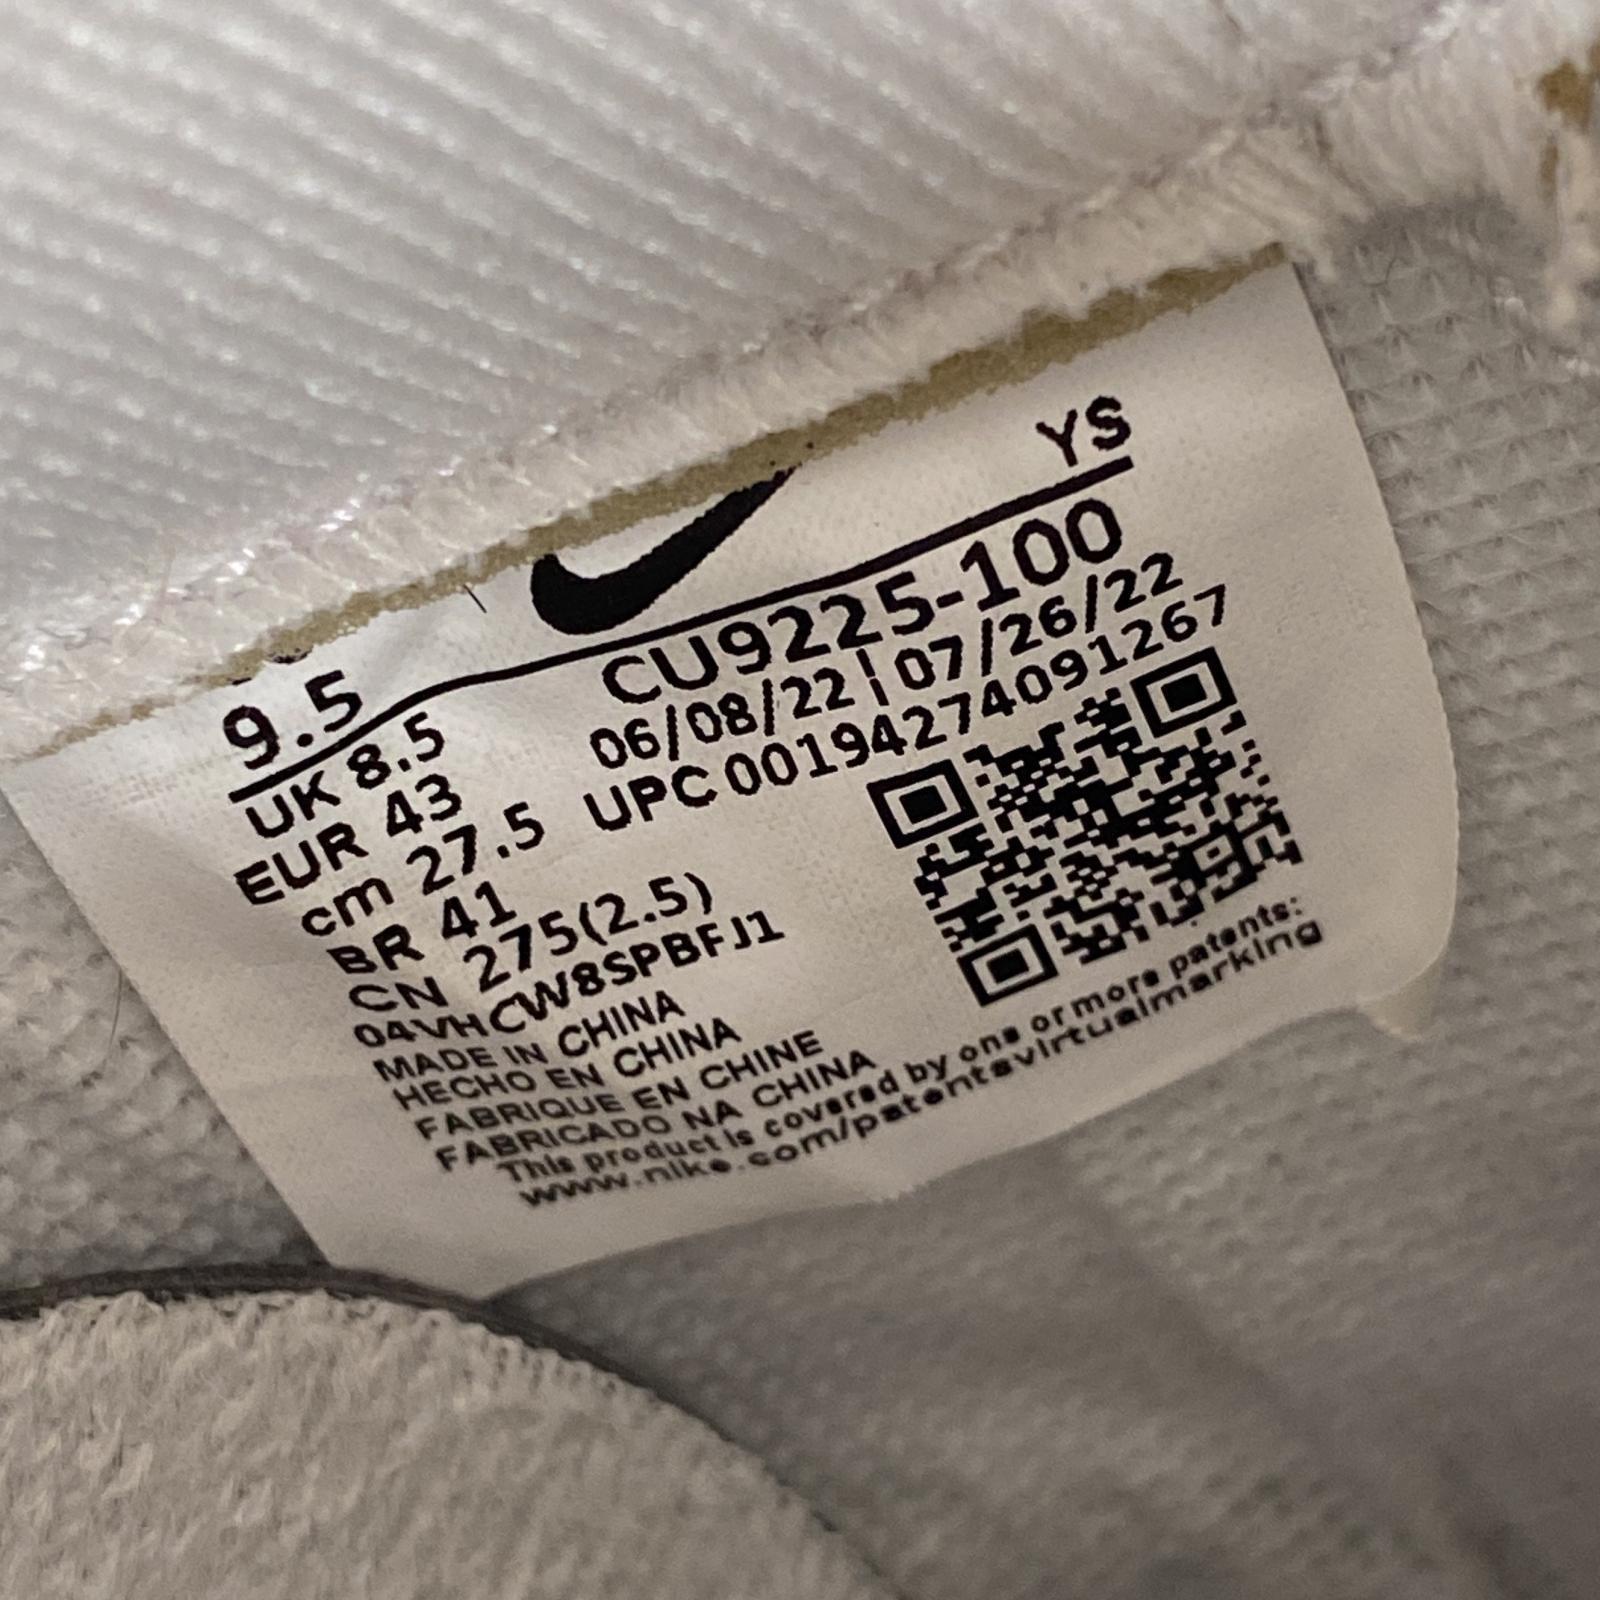 YS
9.5
CU9225-100
UK 8.5
06/08/22 | 07/26/22
EUR 43
UPC 00194274091267
cm 27.5
BR 41
CN 275(2.5)
04VHCW8SPBFJ1
MADE IN CHINA
HECHO EN CHINA
FABRIQUE EN CHINE
FABRICADO NA CHINA
This product is covered by one or more patents:
www.nike.com/patentsvirtualmarking